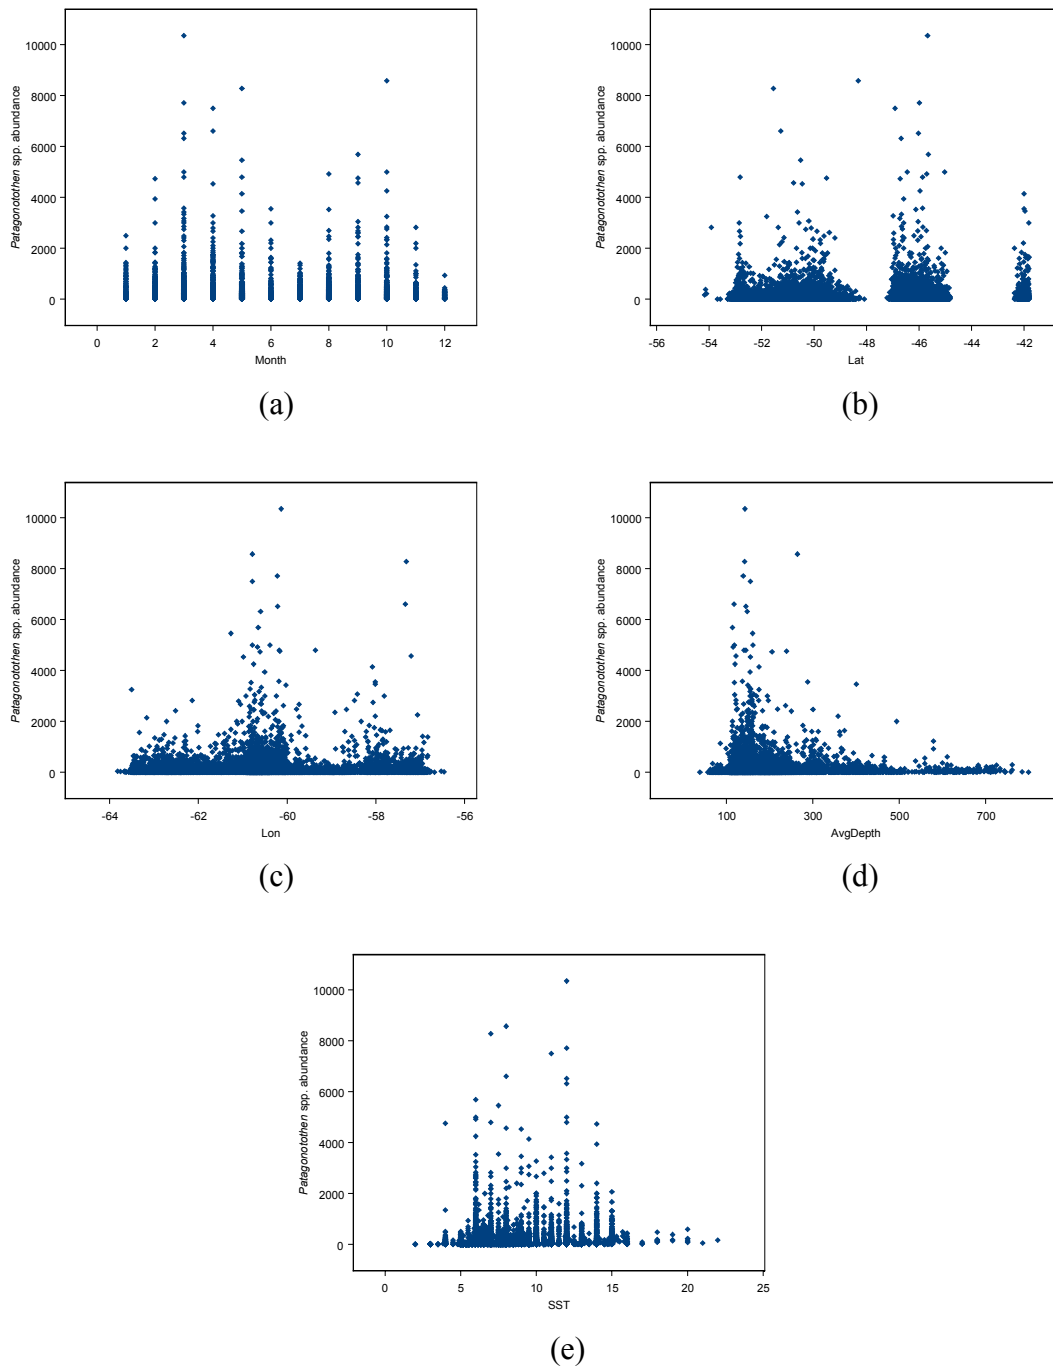 10000
8000
6000
4000
2000
0
Patagonotothen spp. abundance
0 2 4 6 8 10 12
Month
(a)
10000
8000
6000
4000
2000
0
Patagonotothen spp. abundance
-56 -54 -52 -50 -48 -46 -44 -42
Lat
(b)
10000
8000
6000
4000
2000
0
Patagonotothen spp. abundance
-64 -62 -60 -58 -56
Lon
(c)
10000
8000
6000
4000
2000
0
Patagonotothen spp. abundance
100 300 500 700
AvgDepth
(d)
10000
8000
6000
4000
2000
0
Patagonotothen spp. abundance
0 5 10 15 20 25
SST
(e)